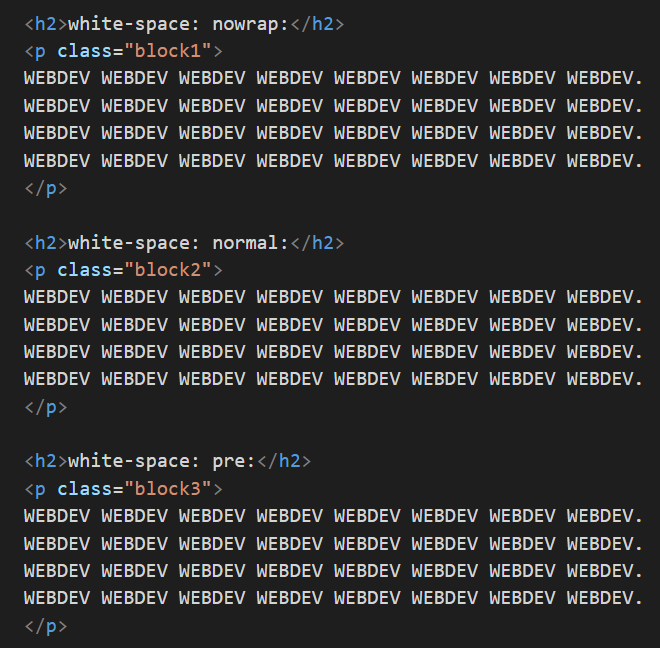 <h2>white-space: nowrap:</h2>
<p class="block1">
WEBDEV WEBDEV WEBDEV WEBDEV WEBDEV WEBDEV WEBDEV WEBDEV.
WEBDEV WEBDEV WEBDEV WEBDEV WEBDEV WEBDEV WEBDEV WEBDEV.
WEBDEV WEBDEV WEBDEV WEBDEV WEBDEV WEBDEV WEBDEV WEBDEV.
WEBDEV WEBDEV WEBDEV WEBDEV WEBDEV WEBDEV WEBDEV WEBDEV.
</p>
<h2>white-space: normal:</h2>
<p class="block2">
WEBDEV WEBDEV WEBDEV WEBDEV WEBDEV WEBDEV WEBDEV WEBDEV.
WEBDEV WEBDEV WEBDEV WEBDEV WEBDEV WEBDEV WEBDEV WEBDEV.
WEBDEV WEBDEV WEBDEV WEBDEV WEBDEV WEBDEV WEBDEV WEBDEV.
WEBDEV WEBDEV WEBDEV WEBDEV WEBDEV WEBDEV WEBDEV WEBDEV.
</p>
<h2>white-space: pre:</h2>
<p class="block3">
WEBDEV WEBDEV WEBDEV WEBDEV WEBDEV WEBDEV WEBDEV WEBDEV.
WEBDEV WEBDEV WEBDEV WEBDEV WEBDEV WEBDEV WEBDEV WEBDEV.
WEBDEV WEBDEV WEBDEV WEBDEV WEBDEV WEBDEV WEBDEV WEBDEV.
WEBDEV WEBDEV WEBDEV WEBDEV WEBDEV WEBDEV WEBDEV WEBDEV.
</p>